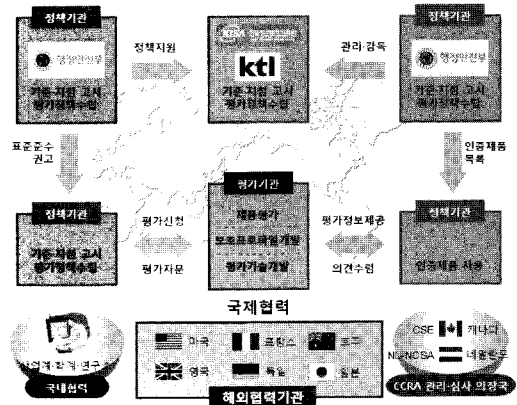 정책기관
행정안전부
기준·지침 고시
평가정책수립
정책지원
KISA
ktl
기준·지침 고시
평가정책수립
관리·감독
정책기관
행정안전부
기준·지침 고시
평가정책수립
표준준수
권고
인증제품
목록
정책기관
기준·지침 고시
평가정책수립
평가신청
평가자문
평가기관
제품평가
보호프로파일개발
평가기술개발
평가정보제공
의견수렴
정책기관
인증제품 사용
국제협력
산업계·학계·연구
국내협력
미국
프랑스
호주
영국
독일
일본
해외협력기관
CSE 캐나다
NL-NCSA 네덜란드
CCRA 관리·심사 의장국